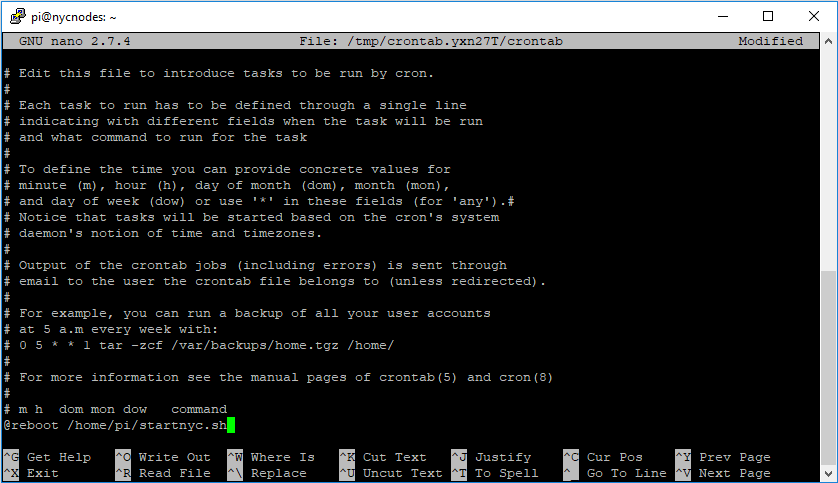 pi@nycnodes: ~
GNU nano 2.7.4 File: /tmp/crontab.yxn27T/crontab Modified
# Edit this file to introduce tasks to be run by cron.
#
# Each task to run has to be defined through a single line
# indicating with different fields when the task will be run
# and what command to run for the task
#
# To define the time you can provide concrete values for
# minute (m), hour (h), day of month (dom), month (mon),
# and day of week (dow) or use '*' in these fields (for 'any').#
# Notice that tasks will be started based on the cron's system
# daemon's notion of time and timezones.
#
# Output of the crontab jobs (including errors) is sent through
# email to the user the crontab file belongs to (unless redirected).
#
# For example, you can run a backup of all your user accounts
# at 5 a.m every week with:
# 0 5 * * 1 tar -zcf /var/backups/home.tgz /home/
#
# For more information see the manual pages of crontab(5) and cron(8)
#
# m h  dom mon dow   command
@reboot /home/pi/startnyc.sh
^G Get Help ^O Write Out ^W Where Is ^K Cut Text ^J Justify ^C Cur Pos ^Y Prev Page
^X Exit ^R Read File ^\ Replace ^U Uncut Text ^T To Spell ^_ Go To Line ^V Next Page